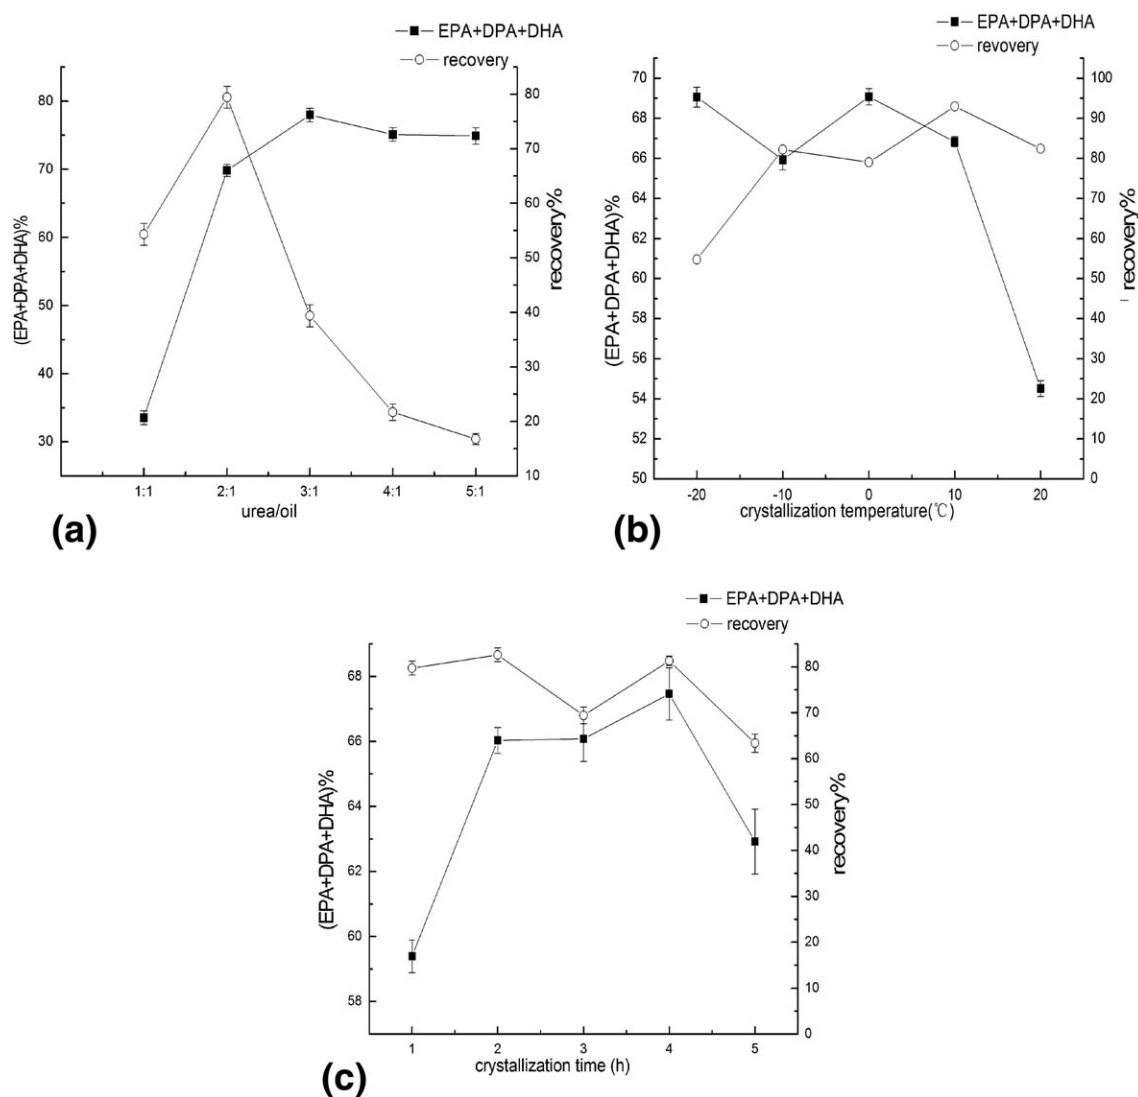 EPA+DPA+DHA
recovery
(EPA+DPA+DHA)%
80
70
60
50
40
30
recovery%
80
70
60
50
40
30
20
10
1:1 2:1 3:1 4:1 5:1
urea/oil
(a)
EPA+DPA+DHA
revovery
(EPA+DPA+DHA)%
70
68
66
64
62
60
58
56
54
52
50
recovery%
100
90
80
70
60
50
40
30
20
10
0
-20 -10 0 10 20
crystallization temperature(℃)
(b)
EPA+DPA+DHA
recovery
(EPA+DPA+DHA)%
68
66
64
62
60
58
recovery%
80
70
60
50
40
30
20
10
0
1 2 3 4 5
crystallization time (h)
(c)